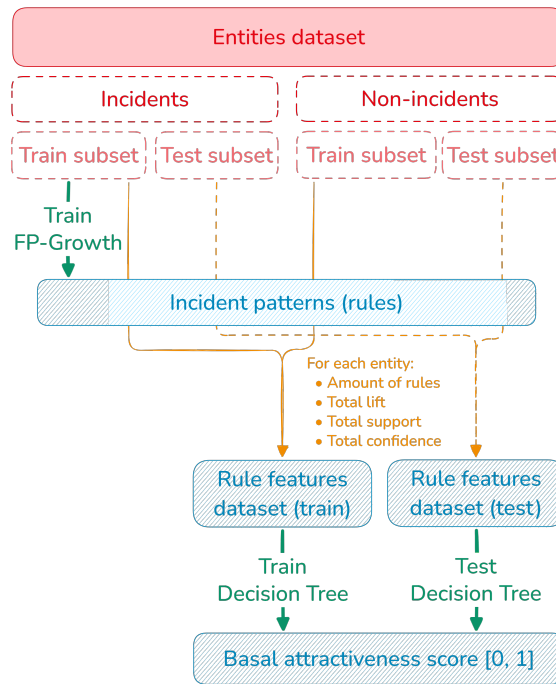 Entities dataset
Incidents
Non-incidents
Train subset
Test subset
Train subset
Test subset
Train
FP-Growth
Incident patterns (rules)
For each entity:
• Amount of rules
• Total lift
• Total support
• Total confidence
Rule features
dataset (train)
Rule features
dataset (test)
Train
Decision Tree
Test
Decision Tree
Basal attractiveness score [0, 1]